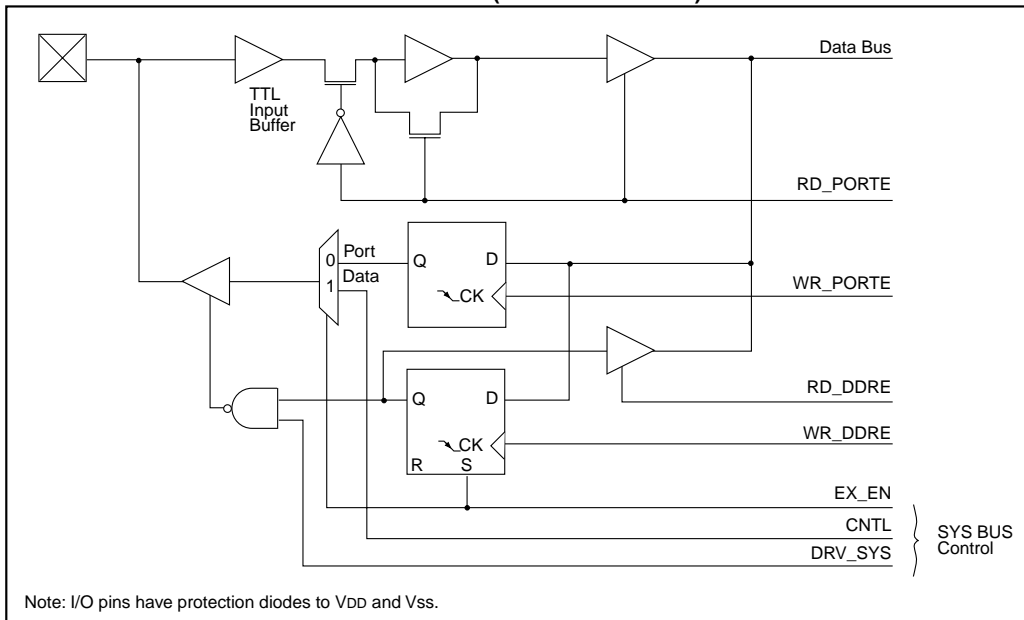 Data Bus
TTL
Input
Buffer
RD_PORTE
Port
0
Data
1
Q
D
CK
WR_PORTE
RD_DDRE
Q
D
WR_DDRE
CK
R
S
EX_EN
CNTL
SYS BUS
Control
DRV_SYS
Note: I/O pins have protection diodes to VDD and Vss.